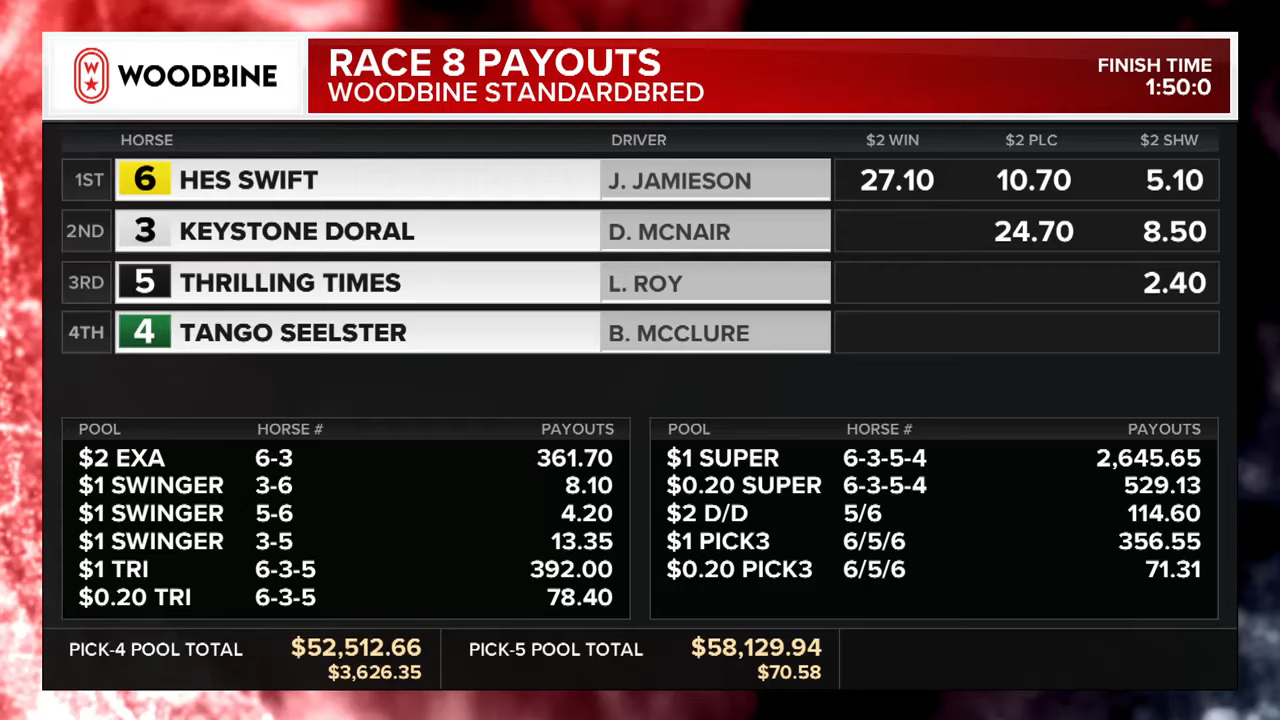 W
WOODBINE
RACE 8 PAYOUTS
WOODBINE STANDARDBRED
FINISH TIME
1:50:0
HORSE DRIVER $2 WIN $2 PLC $2 SHW
1ST 6 HES SWIFT J. JAMIESON 27.10 10.70 5.10
2ND 3 KEYSTONE DORAL D. MCNAIR 24.70 8.50
3RD 5 THRILLING TIMES L. ROY 2.40
4TH 4 TANGO SEELSTER B. MCCLURE
POOL HORSE # PAYOUTS
$2 EXA 6-3 361.70
$1 SWINGER 3-6 8.10
$1 SWINGER 5-6 4.20
$1 SWINGER 3-5 13.35
$1 TRI 6-3-5 392.00
$0.20 TRI 6-3-5 78.40
POOL HORSE # PAYOUTS
$1 SUPER 6-3-5-4 2,645.65
$0.20 SUPER 6-3-5-4 529.13
$2 D/D 5/6 114.60
$1 PICK3 6/5/6 356.55
$0.20 PICK3 6/5/6 71.31
PICK-4 POOL TOTAL $52,512.66
$3,626.35
PICK-5 POOL TOTAL $58,129.94
$70.58